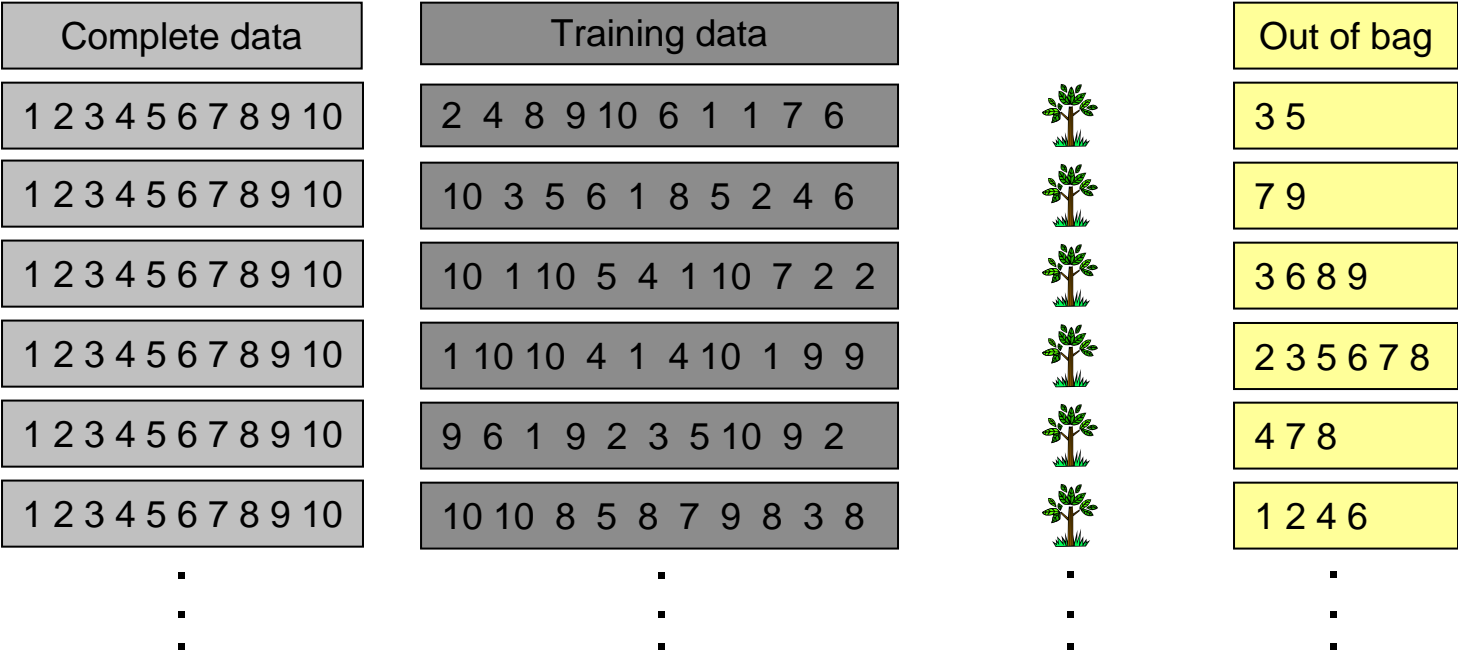 Complete data Training data Out of bag
1 2 3 4 5 6 7 8 9 10 2 4 8 9 10 6 1 1 7 6 3 5
1 2 3 4 5 6 7 8 9 10 10 3 5 6 1 8 5 2 4 6 7 9
1 2 3 4 5 6 7 8 9 10 10 1 10 5 4 1 10 7 2 2 3 6 8 9
1 2 3 4 5 6 7 8 9 10 1 10 10 4 1 4 10 1 9 9 2 3 5 6 7 8
1 2 3 4 5 6 7 8 9 10 9 6 1 9 2 3 5 10 9 2 4 7 8
1 2 3 4 5 6 7 8 9 10 10 10 8 5 8 7 9 8 3 8 1 2 4 6